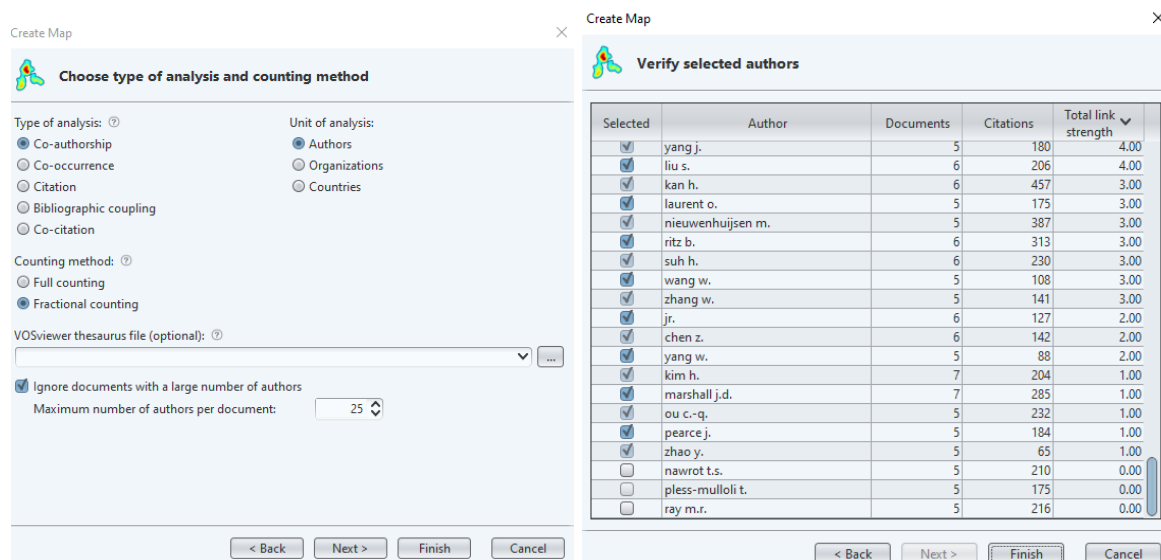 Create Map
Choose type of analysis and counting method
Type of analysis: ?
Unit of analysis:
Co-authorship
Authors
Co-occurrence
Organizations
Citation
Countries
Bibliographic coupling
Co-citation
Counting method: ?
Full counting
Fractional counting
VOSviewer thesaurus file (optional): ?
...
Ignore documents with a large number of authors
Maximum number of authors per document: 25
< Back Next > Finish Cancel
Create Map
Verify selected authors
Selected Author Documents Citations Total link
strength
yang j. 5 180 4.00
liu s. 6 206 4.00
kan h. 6 457 3.00
laurent o. 5 175 3.00
nieuwenhuijsen m. 5 387 3.00
ritz b. 6 313 3.00
suh h. 6 230 3.00
wang w. 5 108 3.00
zhang w. 5 141 3.00
jr. 6 127 2.00
chen z. 6 142 2.00
yang w. 5 88 2.00
kim h. 7 204 1.00
marshall j.d. 7 285 1.00
ou c.-q. 5 232 1.00
pearce j. 5 184 1.00
zhao y. 5 65 1.00
nawrot t.s. 5 210 0.00
pless-mulloli t. 5 175 0.00
ray m.r. 5 216 0.00
< Back Next > Finish Cancel